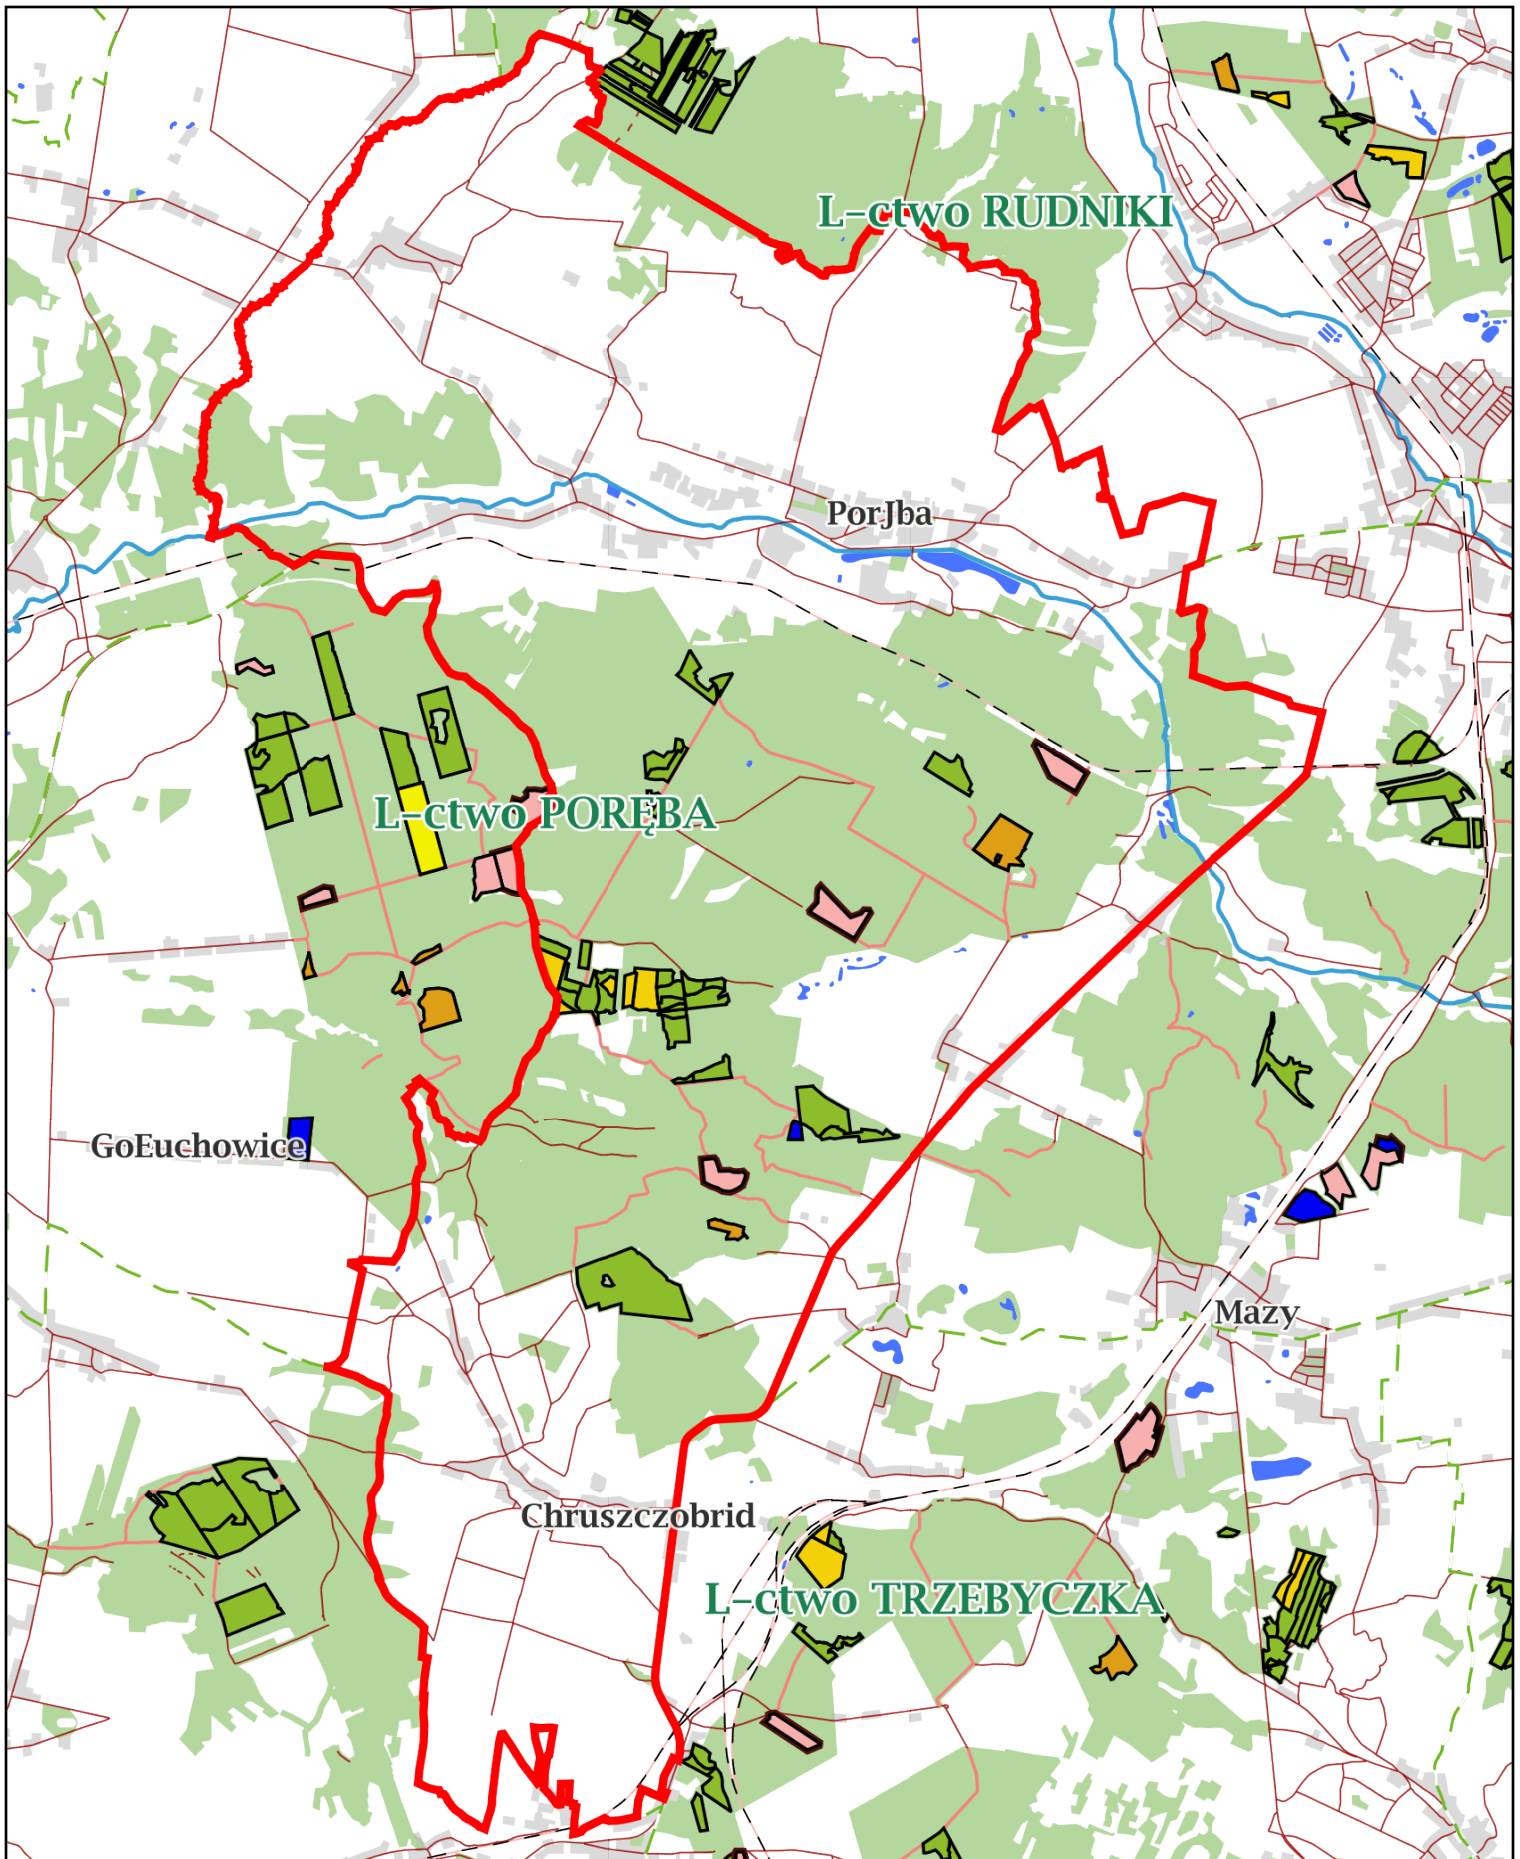 L–ctwo RUDNIKI
PorJba
L–ctwo PORĘBA
GoEuchowice
Mazy
Chruszczobrid
L–ctwo TRZEBYCZKA